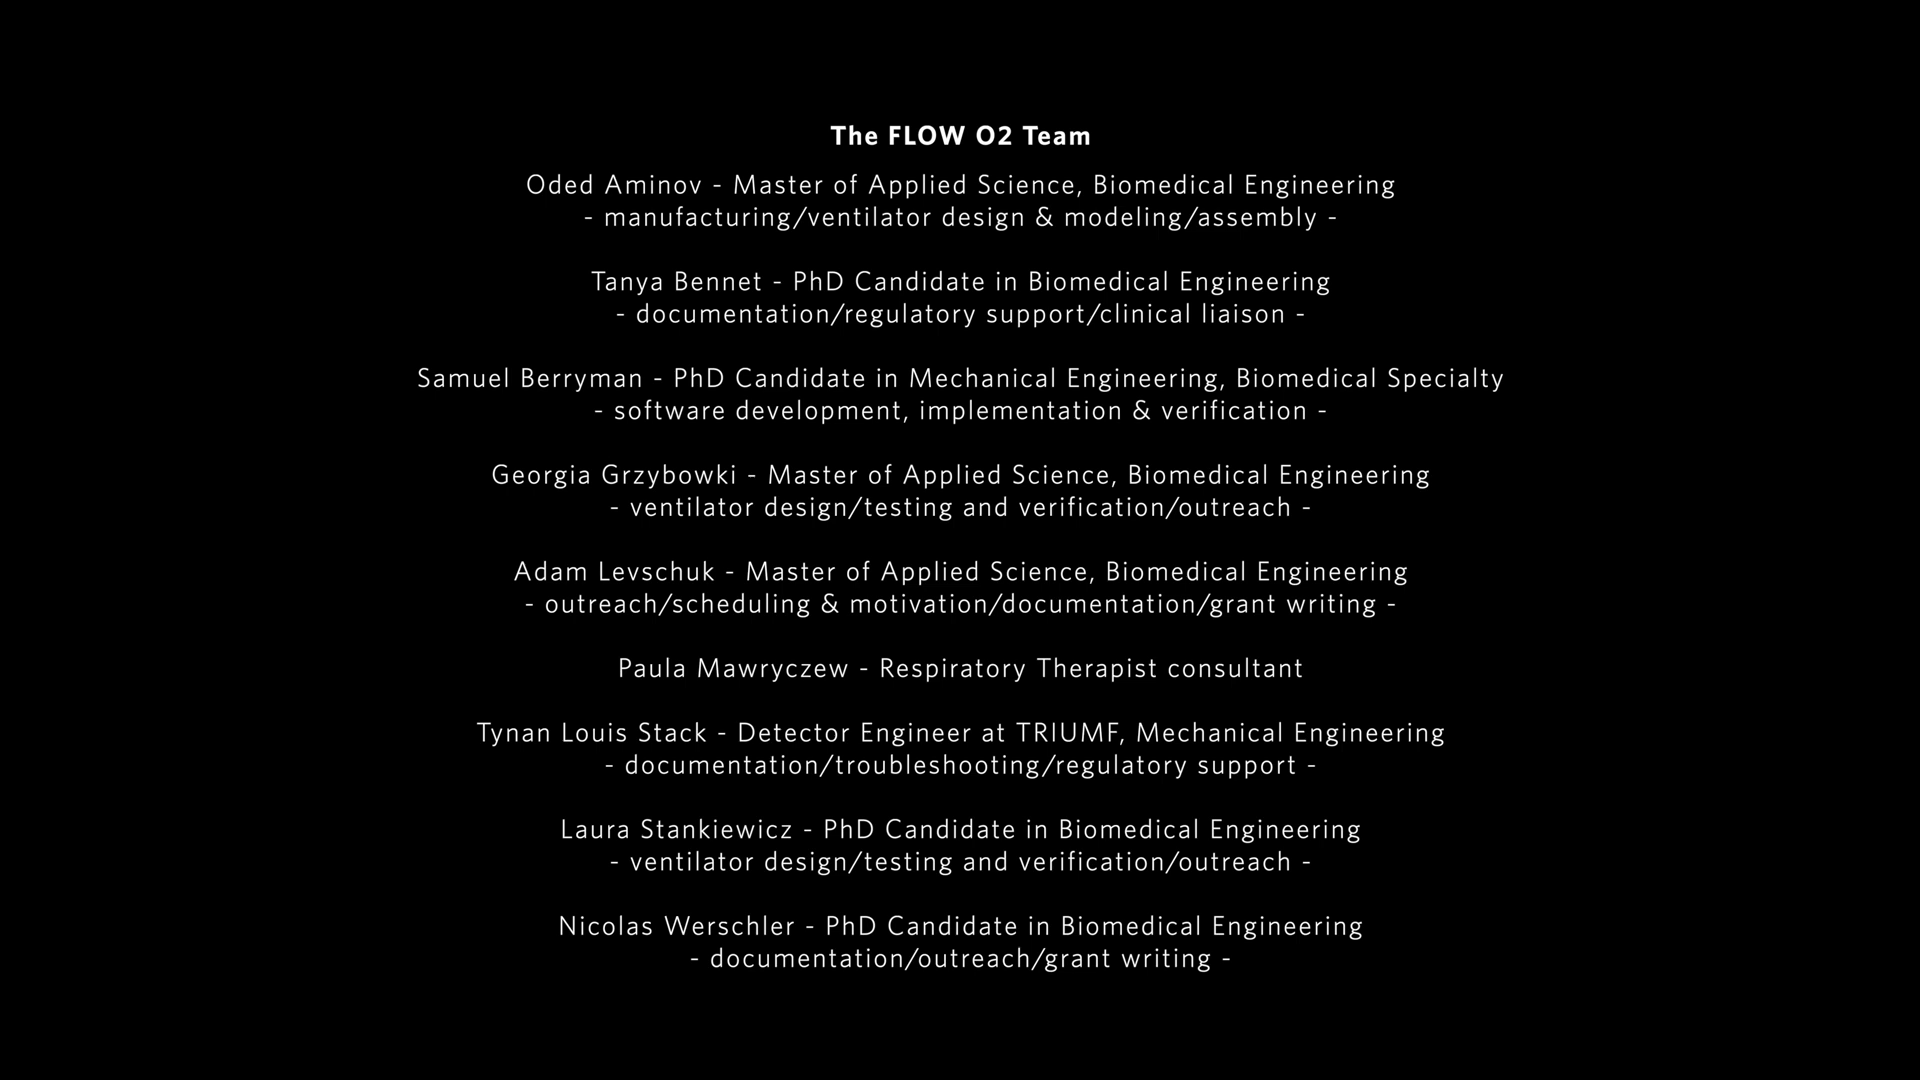 The FLOW O2 Team
Oded Aminov - Master of Applied Science, Biomedical Engineering
- manufacturing/ventilator design & modeling/assembly -
Tanya Bennet - PhD Candidate in Biomedical Engineering
- documentation/regulatory support/clinical liaison -
Samuel Berryman - PhD Candidate in Mechanical Engineering, Biomedical Specialty
- software development, implementation & verification -
Georgia Grzybowki - Master of Applied Science, Biomedical Engineering
- ventilator design/testing and verification/outreach -
Adam Levschuk - Master of Applied Science, Biomedical Engineering
- outreach/scheduling & motivation/documentation/grant writing -
Paula Mawryczew - Respiratory Therapist consultant
Tynan Louis Stack - Detector Engineer at TRIUMF, Mechanical Engineering
- documentation/troubleshooting/regulatory support -
Laura Stankiewicz - PhD Candidate in Biomedical Engineering
- ventilator design/testing and verification/outreach -
Nicolas Werschler - PhD Candidate in Biomedical Engineering
- documentation/outreach/grant writing -